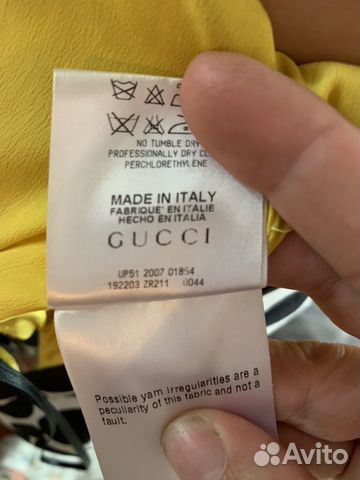 NO TUMBLE DRY
PROFESSIONALLY DRY CLE
PERCHLORETHYLENE
MADE IN ITALY
FABRIQUÉ EN ITALIE
HECHO EN ITALIA
GUCCI
UP51 2007 01854
192203 ZR211 0044
Possible yarn irregularities are a
peculiarity of this fabric and not a
fault.
Avito